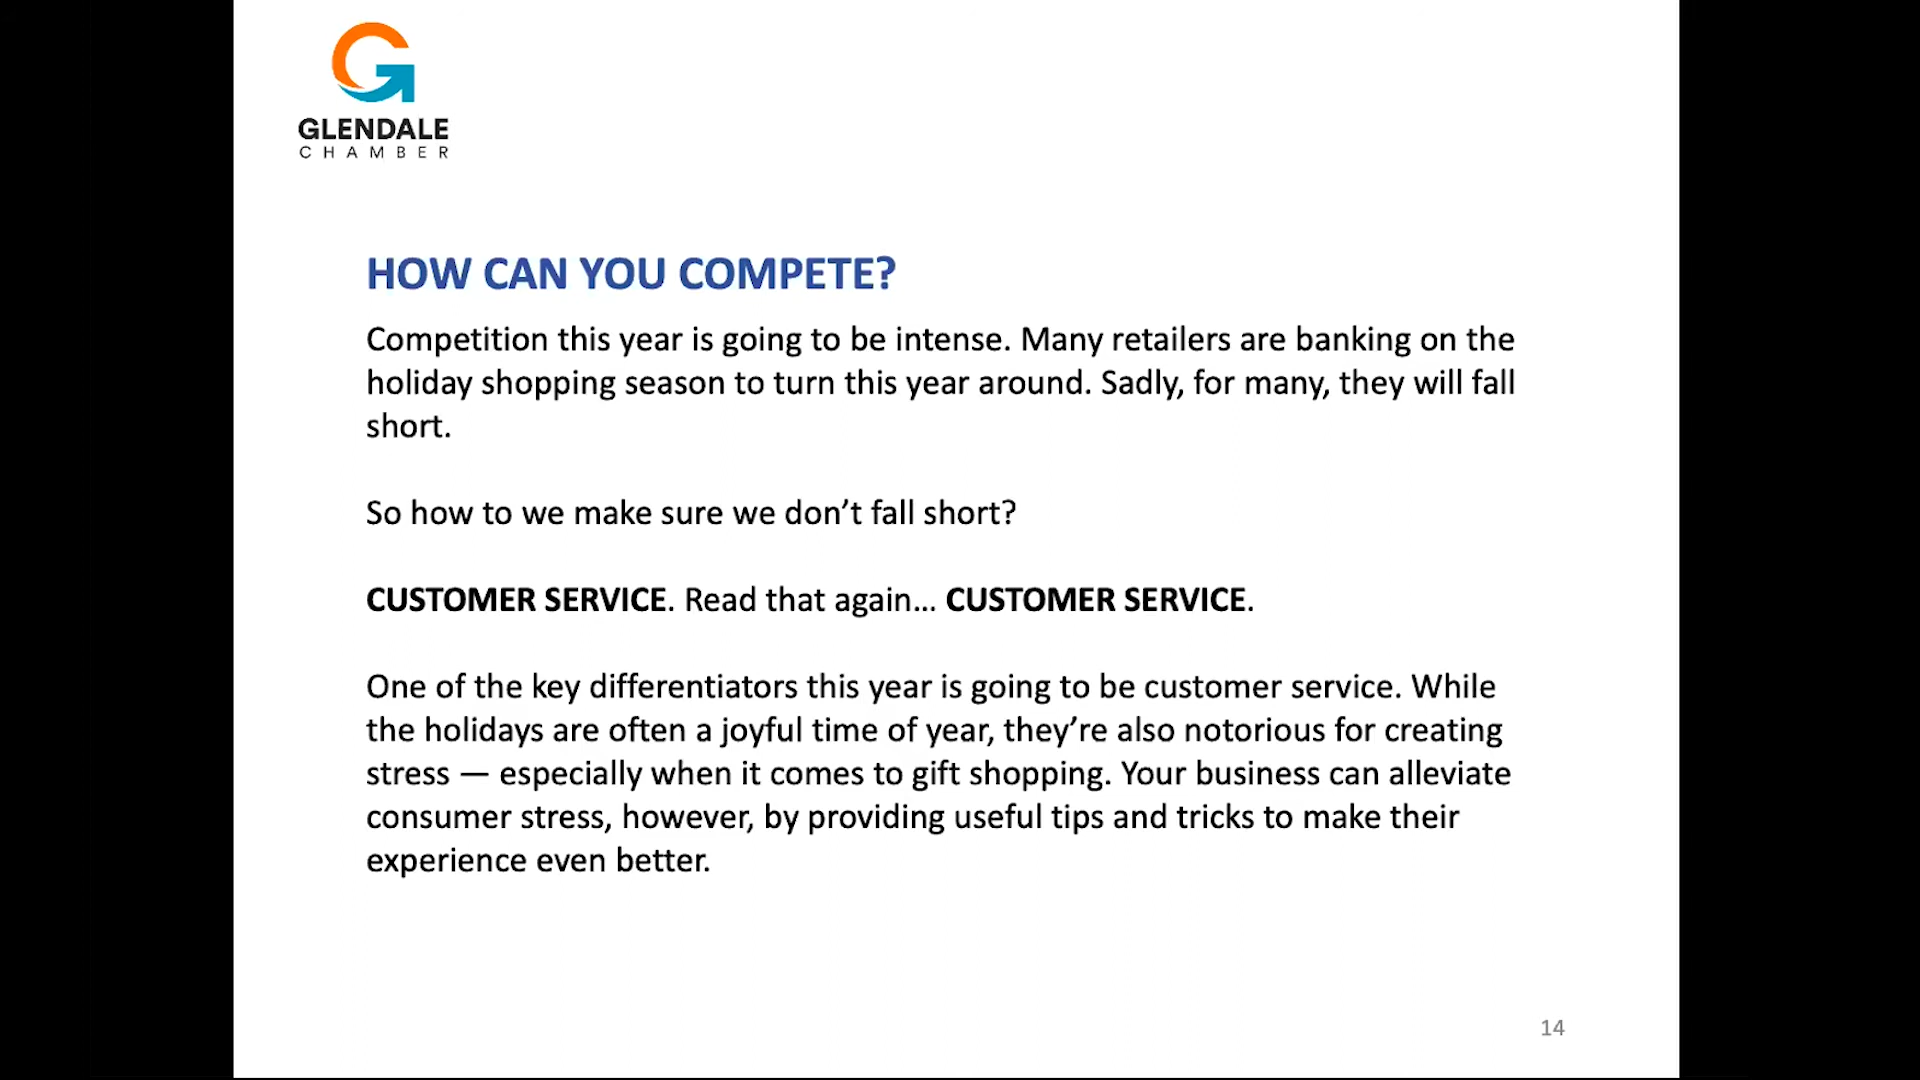 GLENDALE
CHAMBER
HOW CAN YOU COMPETE?
Competition this year is going to be intense. Many retailers are banking on the
holiday shopping season to turn this year around. Sadly, for many, they will fall
short.
So how to we make sure we don’t fall short?
CUSTOMER SERVICE. Read that again… CUSTOMER SERVICE.
One of the key differentiators this year is going to be customer service. While
the holidays are often a joyful time of year, they’re also notorious for creating
stress — especially when it comes to gift shopping. Your business can alleviate
consumer stress, however, by providing useful tips and tricks to make their
experience even better.
14